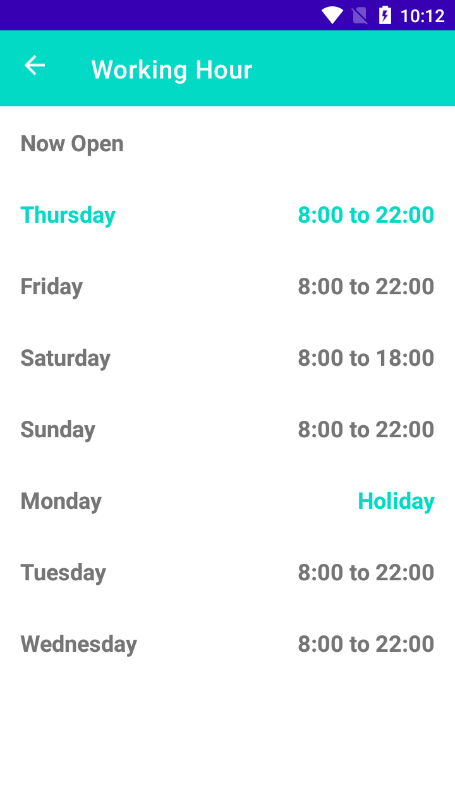 10:12
Working Hour
Now Open
Thursday 8:00 to 22:00
Friday 8:00 to 22:00
Saturday 8:00 to 18:00
Sunday 8:00 to 22:00
Monday Holiday
Tuesday 8:00 to 22:00
Wednesday 8:00 to 22:00